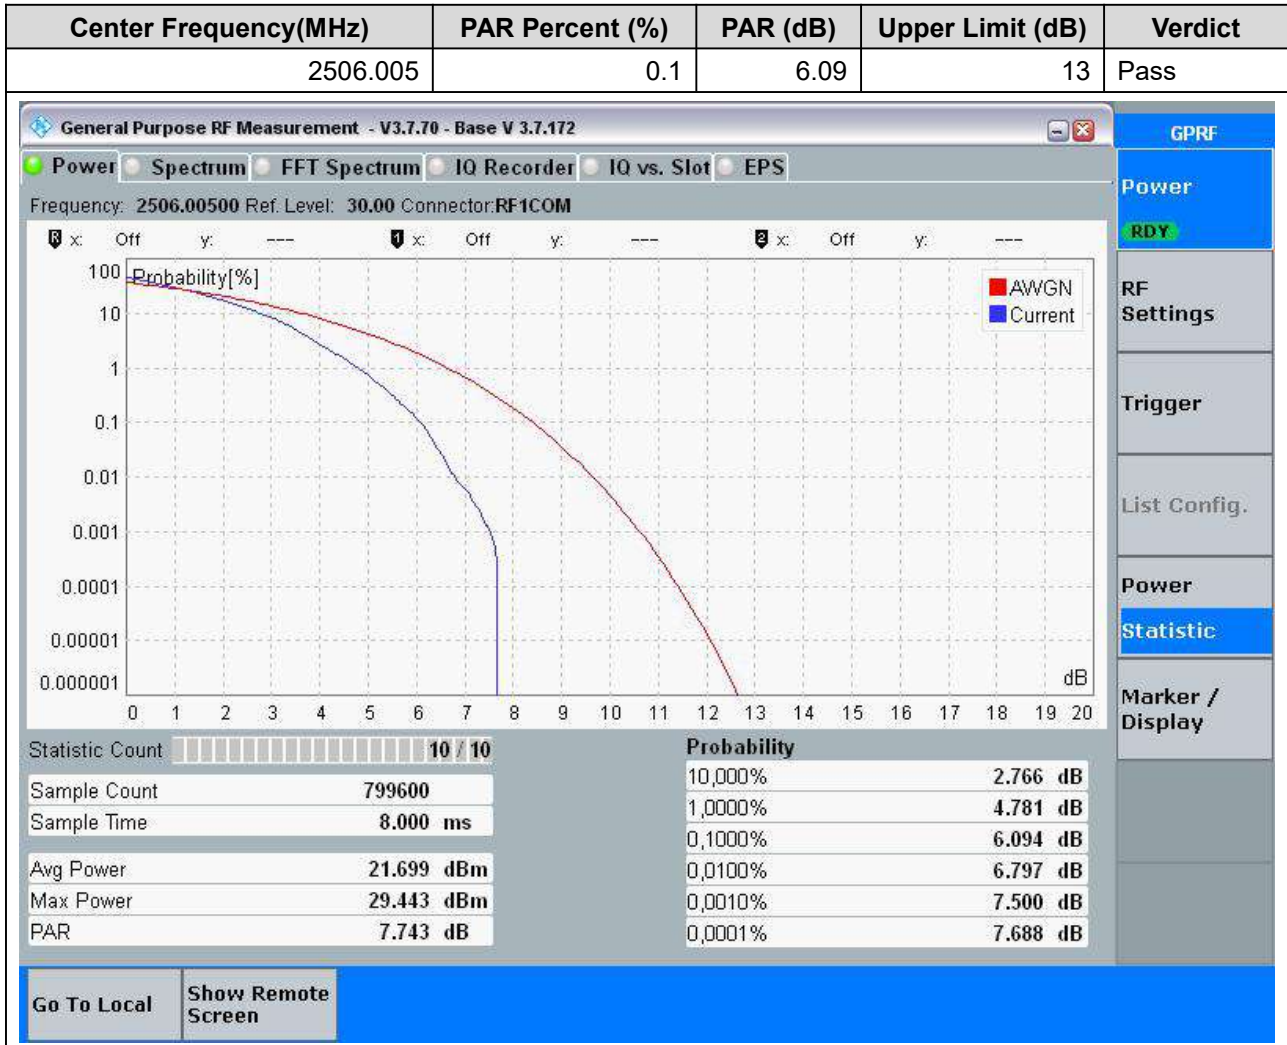 Center Frequency(MHz) PAR Percent (%) PAR (dB) Upper Limit (dB) Verdict
2506.005 0.1 6.09 13 Pass
General Purpose RF Measurement - V3.7.70 - Base V 3.7.172
GPRF
Power Spectrum FFT Spectrum IQ Recorder IQ vs. Slot EPS
Frequency: 2506.00500 Ref. Level: 30.00 Connector:RF1COM
R x: Off y: --- 1 x: Off y: --- 2 x: Off y: ---
Probability[%]
AWGN
Current
100
10
1
0.1
0.01
0.001
0.0001
0.00001
0.000001
dB
0 1 2 3 4 5 6 7 8 9 10 11 12 13 14 15 16 17 18 19 20
Statistic Count 10 / 10
Sample Count 799600
Sample Time 8.000 ms
Avg Power 21.699 dBm
Max Power 29.443 dBm
PAR 7.743 dB
Probability
10,000% 2.766 dB
1,0000% 4.781 dB
0,1000% 6.094 dB
0,0100% 6.797 dB
0,0010% 7.500 dB
0,0001% 7.688 dB
Power
RDY
RF
Settings
Trigger
List Config.
Power
Statistic
Marker /
Display
Go To Local
Show Remote
Screen